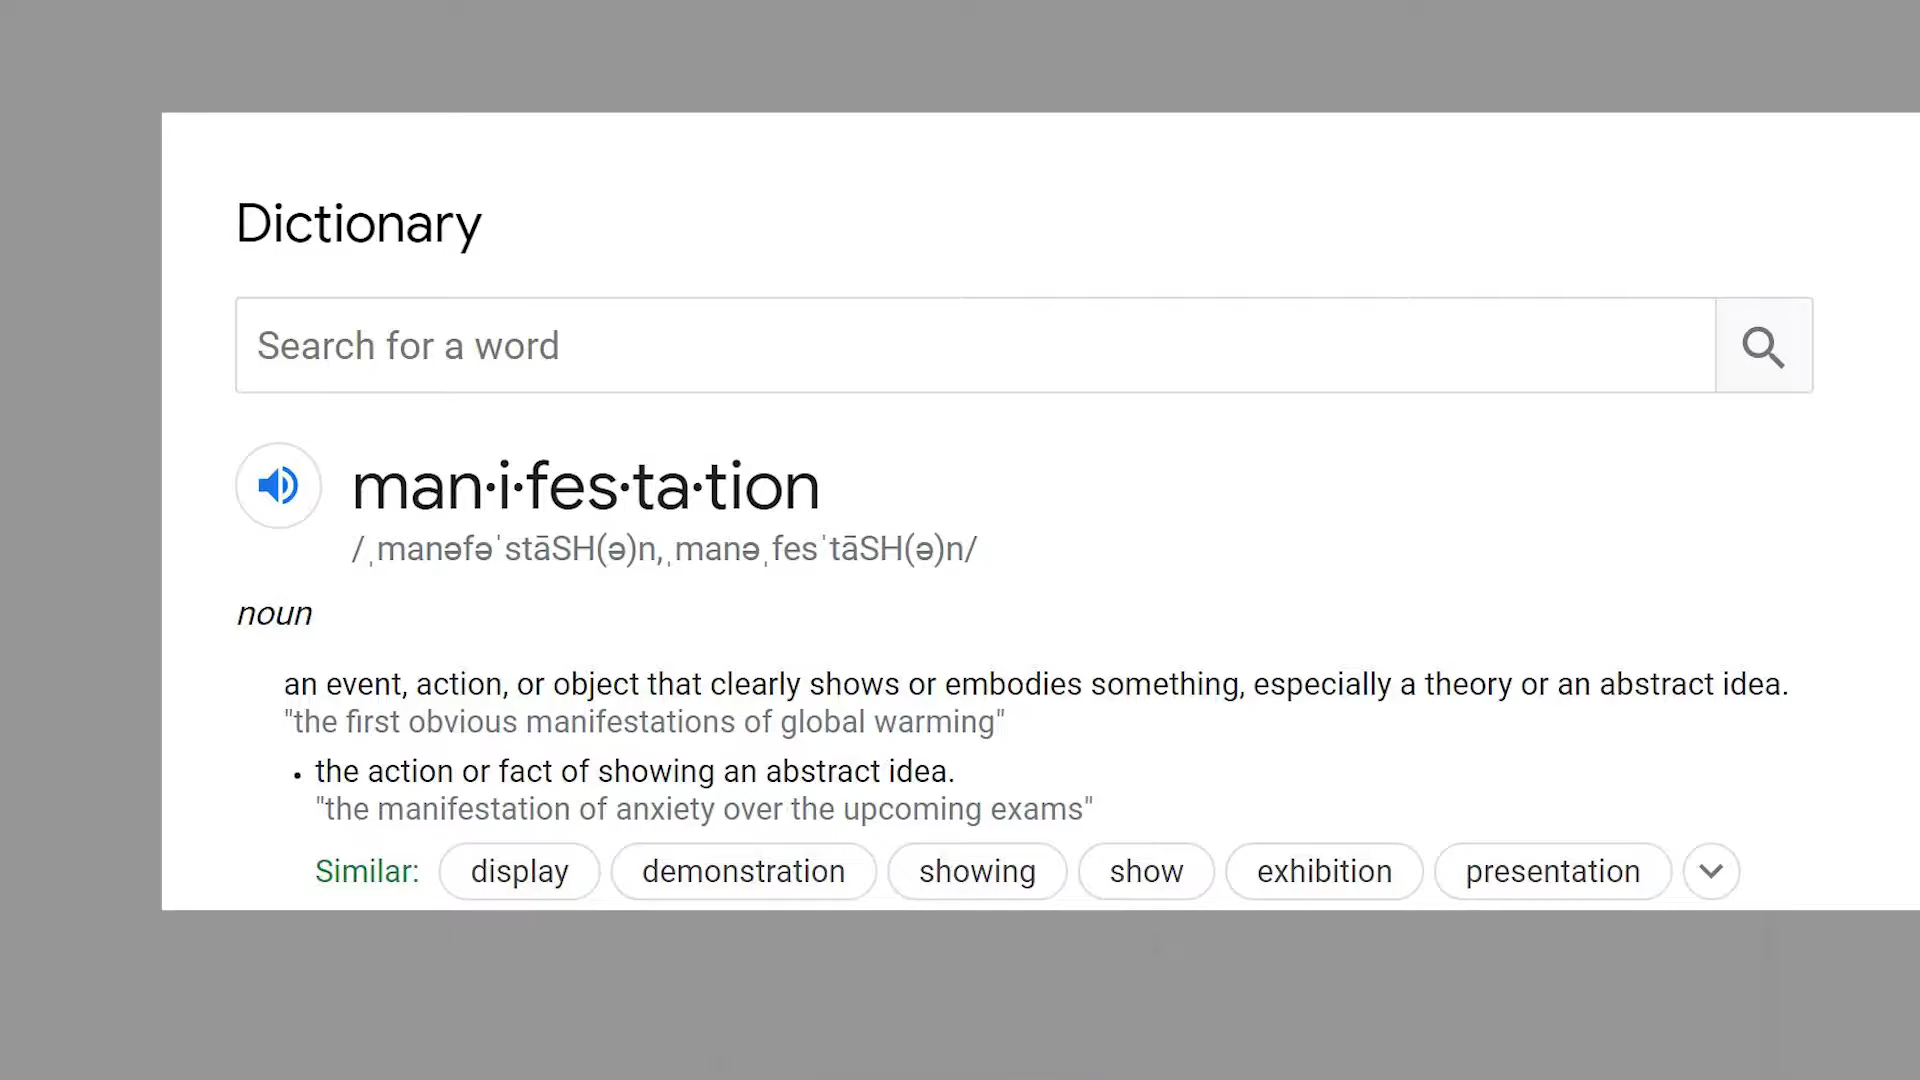 Dictionary
Search for a word
man·i·fes·ta·tion
/ˌmanəfəˈstāSH(ə)n,ˌmanəˌfesˈtāSH(ə)n/
noun
an event, action, or object that clearly shows or embodies something, especially a theory or an abstract idea.
"the first obvious manifestations of global warming"
• the action or fact of showing an abstract idea.
"the manifestation of anxiety over the upcoming exams"
Similar: display demonstration showing show exhibition presentation